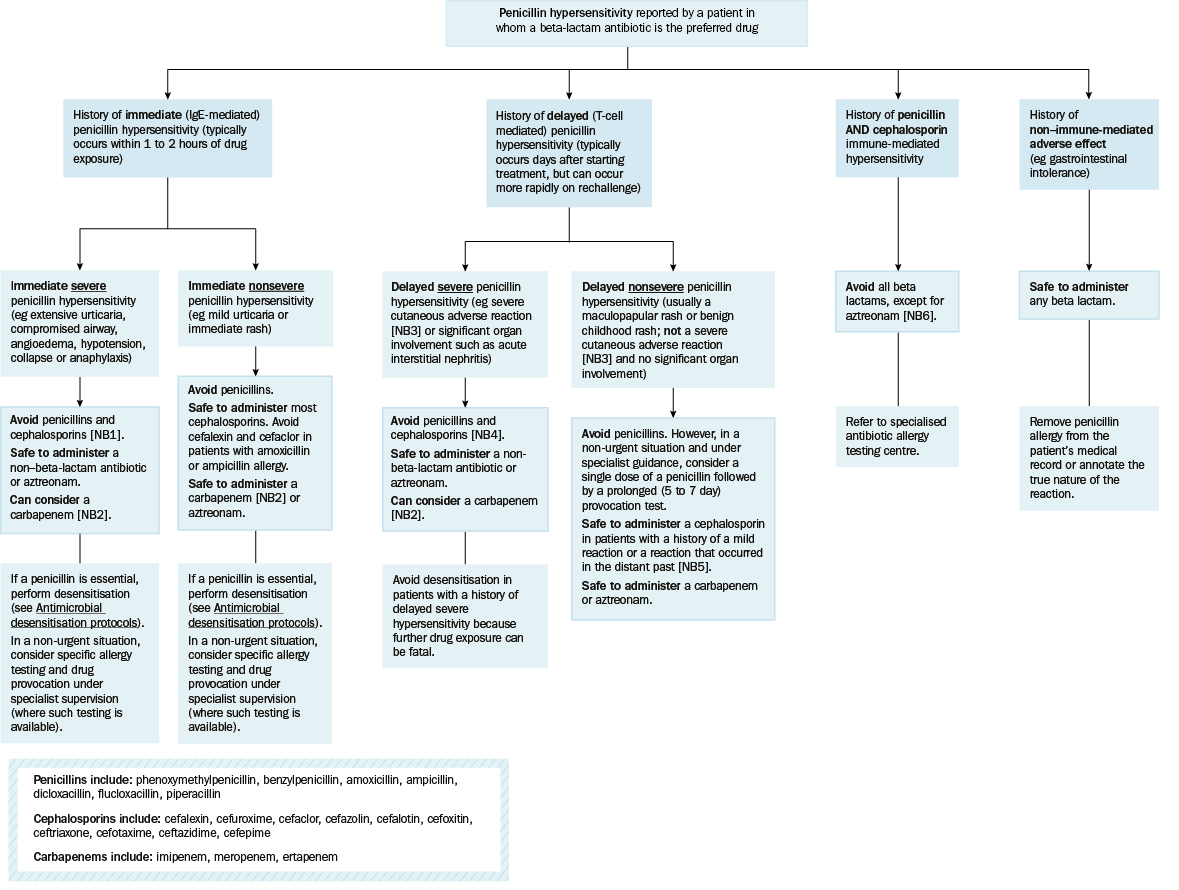 Penicillin hypersensitivity reported by a patient in
whom a beta-lactam antibiotic is the preferred drug
History of immediate (IgE-mediated)
penicillin hypersensitivity (typically
occurs within 1 to 2 hours of drug
exposure)
History of delayed (T-cell
mediated) penicillin
hypersensitivity (typically
occurs days after starting
treatment, but can occur
more rapidly on rechallenge)
History of penicillin
AND cephalosporin
immune-mediated
hypersensitivity
History of
non–immune-mediated
adverse effect
(eg gastrointestinal
intolerance)
Immediate severe
penicillin hypersensitivity
(eg extensive urticaria,
compromised airway,
angioedema, hypotension,
collapse or anaphylaxis)
Immediate nonsevere
penicillin hypersensitivity
(eg mild urticaria or
immediate rash)
Delayed severe penicillin
hypersensitivity (eg severe
cutaneous adverse reaction
[NB3] or significant organ
involvement such as acute
interstitial nephritis)
Delayed nonsevere penicillin
hypersensitivity (usually a
maculopapular rash or benign
childhood rash; not a severe
cutaneous adverse reaction
[NB3] and no significant organ
involvement)
Avoid all beta
lactams, except for
aztreonam [NB6].
Safe to administer
any beta lactam.
Avoid penicillins and
cephalosporins [NB1].
Safe to administer a
non–beta-lactam antibiotic
or aztreonam.
Can consider a
carbapenem [NB2].
Avoid penicillins.
Safe to administer most
cephalosporins. Avoid
cefalexin and cefaclor in
patients with amoxicillin
or ampicillin allergy.
Safe to administer a
carbapenem [NB2] or
aztreonam.
Avoid penicillins and
cephalosporins [NB4].
Safe to administer a non-
beta-lactam antibiotic or
aztreonam.
Can consider a carbapenem
[NB2].
Avoid penicillins. However, in a
non-urgent situation and under
specialist guidance, consider a
single dose of a penicillin followed
by a prolonged (5 to 7 day)
provocation test.
Safe to administer a cephalosporin
in patients with a history of a mild
reaction or a reaction that occurred
in the distant past [NB5].
Safe to administer a carbapenem
or aztreonam.
Refer to specialised
antibiotic allergy
testing centre.
Remove penicillin
allergy from the
patient's medical
record or annotate the
true nature of the
reaction.
If a penicillin is essential,
perform desensitisation
(see Antimicrobial
desensitisation protocols).
In a non-urgent situation,
consider specific allergy
testing and drug
provocation under
specialist supervision
(where such testing is
available).
If a penicillin is essential,
perform desensitisation
(see Antimicrobial
desensitisation protocols).
In a non-urgent situation,
consider specific allergy
testing and drug
provocation under
specialist supervision
(where such testing is
available).
Avoid desensitisation in
patients with a history of
delayed severe
hypersensitivity because
further drug exposure can
be fatal.
Penicillins include: phenoxymethylpenicillin, benzylpenicillin, amoxicillin, ampicillin,
dicloxacillin, flucloxacillin, piperacillin
Cephalosporins include: cefalexin, cefuroxime, cefaclor, cefazolin, cefalotin, cefoxitin,
ceftriaxone, cefotaxime, ceftazidime, cefepime
Carbapenems include: imipenem, meropenem, ertapenem